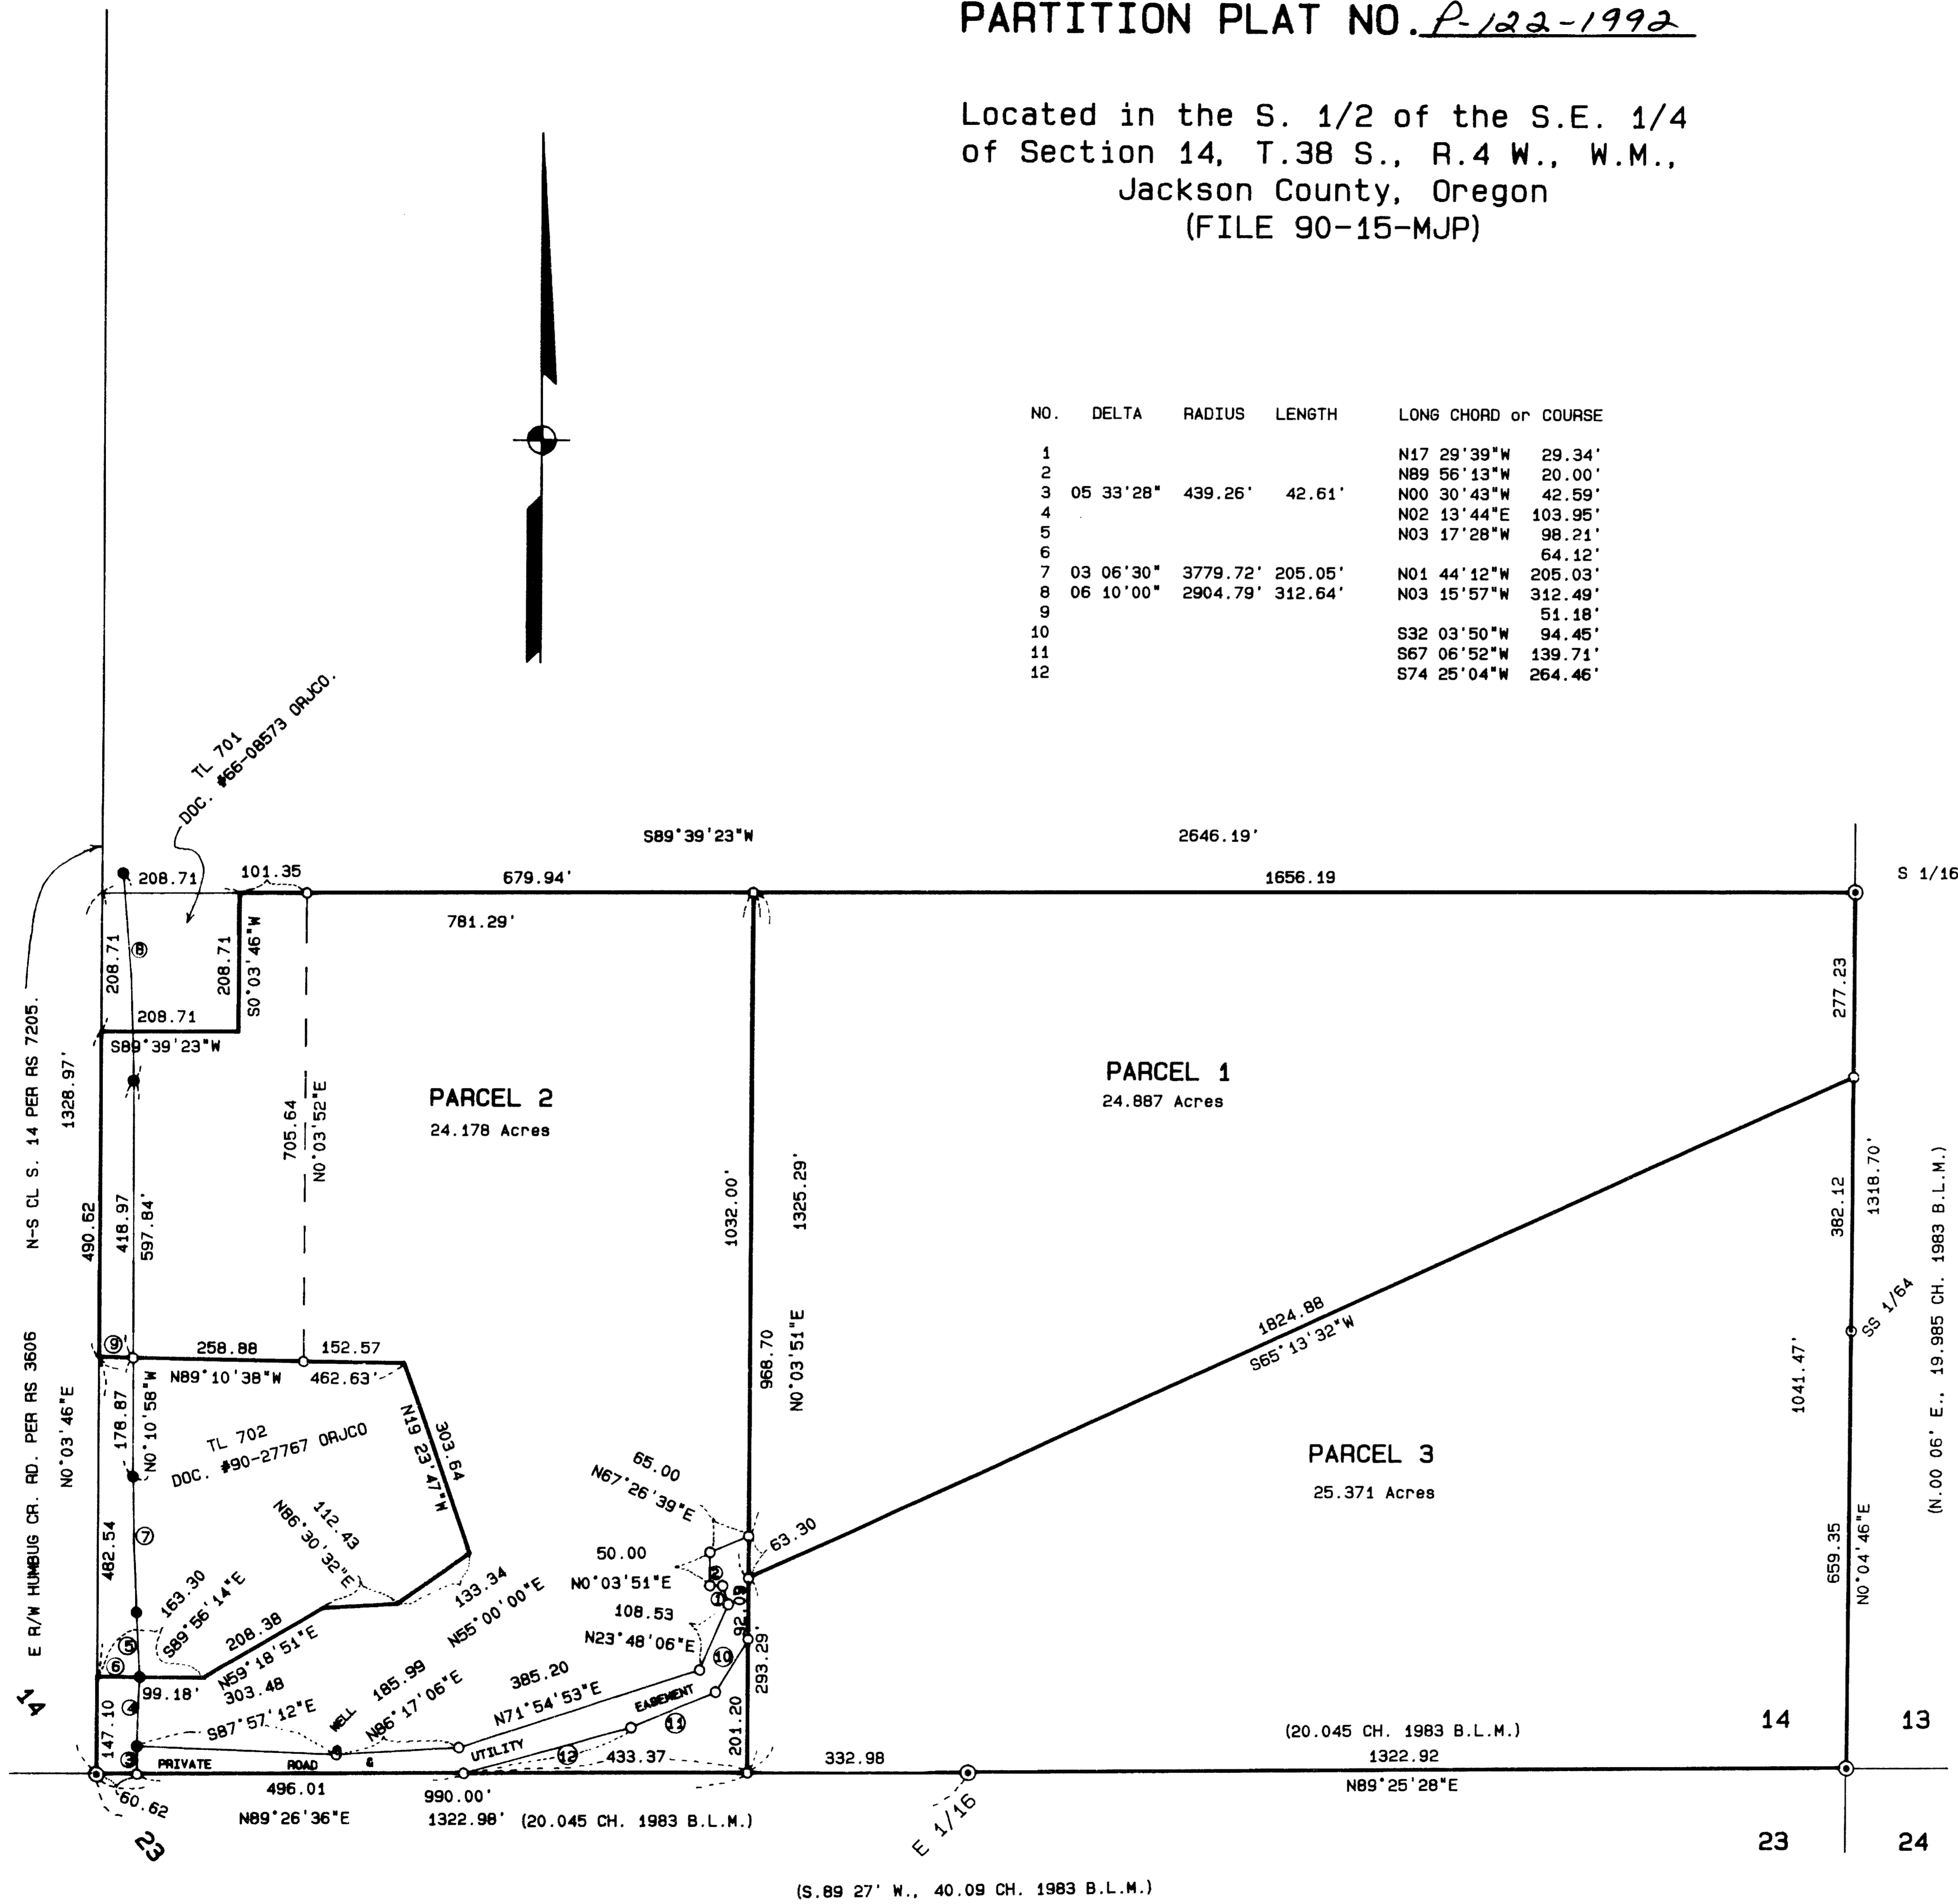 PARTITION PLAT NO. P-122-1992
Located in the S. 1/2 of the S.E. 1/4
of Section 14, T.38 S., R.4 W., W.M.,
Jackson County, Oregon
(FILE 90-15-MJP)
NO. DELTA RADIUS LENGTH LONG CHORD or COURSE
1 N17 29'39"W 29.34'
2 N89 56'13"W 20.00'
3 05 33'28" 439.26' 42.61' N00 30'43"W 42.59'
4 N02 13'44"E 103.95'
5 N03 17'28"W 98.21'
6 64.12'
7 03 06'30" 3779.72' 205.05' N01 44'12"W 205.03'
8 06 10'00" 2904.79' 312.64' N03 15'57"W 312.49'
9 51.18'
10 S32 03'50"W 94.45'
11 S67 06'52"W 139.71'
12 S74 25'04"W 264.46'
TL 701
DOC. #66-08573 ORJCO.
S89°39'23"W 2646.19'
208.71 101.35 679.94' 1656.19
S 1/16
781.29'
208.71
8
208.71
S0°03'46"W
277.23
208.71
S89°39'23"W
N-S CL S. 14 PER RS 7205.
1328.97'
PARCEL 2
24.178 Acres
PARCEL 1
24.887 Acres
705.64
N0°03'52"E
490.62
418.97
597.84'
1032.00'
1325.29'
382.12
1318.70'
(N.00 06' E., 19.985 CH. 1983 B.L.M.)
SS 1/64
1824.88
S65°13'32"W
968.70
N0°03'51"E
1041.47'
9
258.88 152.57
N89°10'38"W 462.63'
E R/W HUMBUG CR. RD. PER RS 3606
N0°03'46"E
178.87
N0°10'58"W
TL 702
DOC. #90-27767 ORJCO
303.64
N19 23'47"W
PARCEL 3
25.371 Acres
65.00
N67°26'39"E
63.30
112.43
N86°30'32"E
482.54
7
163.30
S89°56'14"E
50.00
N0°03'51"E
2
1
133.34
N55°00'00"E
108.53
N23°48'06"E
92.09
659.35
N0°04'46"E
5
6
208.38
N59°18'51"E
10
293.29'
99.18'
303.48
S87°57'12"E
185.99
N86°17'06"E
385.20
N71°54'53"E
EASEMENT
11
14
147.10
4
WELL
201.20
(20.045 CH. 1983 B.L.M.)
14 13
3
PRIVATE ROAD & UTILITY
12
433.37
332.98 1322.92
60.62
496.01
990.00'
N89°25'28"E
N89°26'36"E 1322.98' (20.045 CH. 1983 B.L.M.)
E 1/16
23
23 24
(S.89 27' W., 40.09 CH. 1983 B.L.M.)